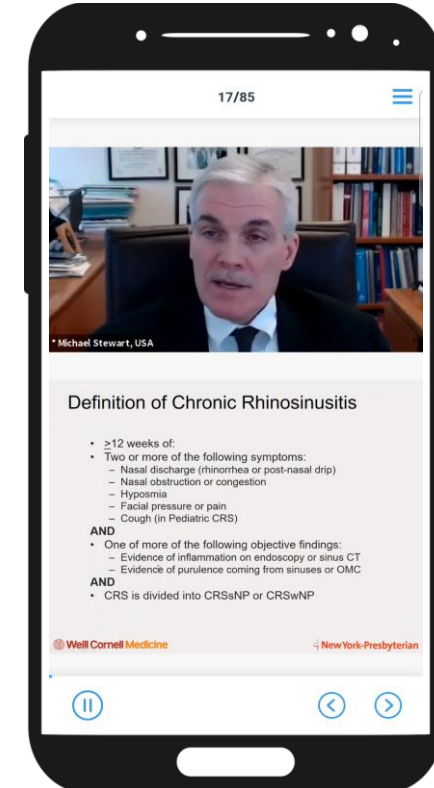 17/85
* Michael Stewart, USA
Definition of Chronic Rhinosinusitis
• >12 weeks of:
• Two or more of the following symptoms:
– Nasal discharge (rhinorrhea or post-nasal drip)
– Nasal obstruction or congestion
– Hyposmia
– Facial pressure or pain
– Cough (in Pediatric CRS)
AND
• One of more of the following objective findings:
– Evidence of inflammation on endoscopy or sinus CT
– Evidence of purulence coming from sinuses or OMC
AND
• CRS is divided into CRSsNP or CRSwNP
Weill Cornell Medicine
NewYork-Presbyterian